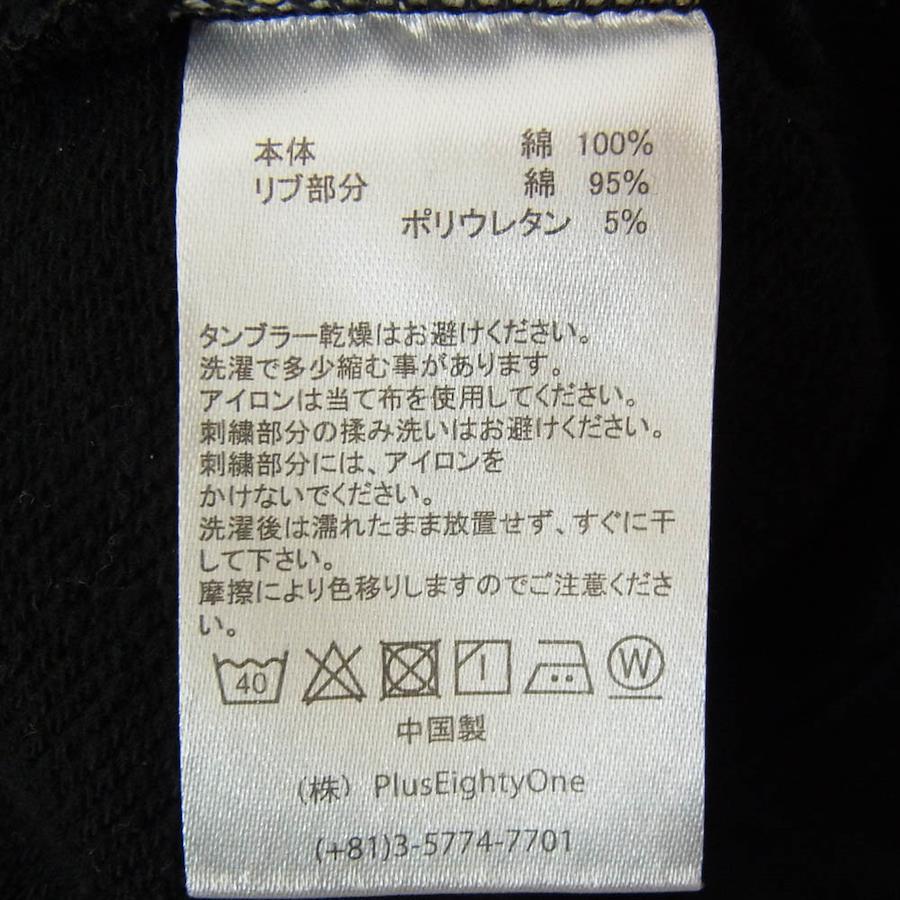 本体 綿 100%
リブ部分 綿 95%
ポリウレタン 5%
タンブラー乾燥はお避けください。
洗濯で多少縮む事があります。
アイロンは当て布を使用してください。
刺繍部分の揉み洗いはお避けください。
刺繍部分には、アイロンを
かけないでください。
洗濯後は濡れたまま放置せず、すぐに干
して下さい。
摩擦により色移りしますのでご注意くださ
い。
40 W
中国製
(株) PlusEightyOne
(+81)3-5774-7701